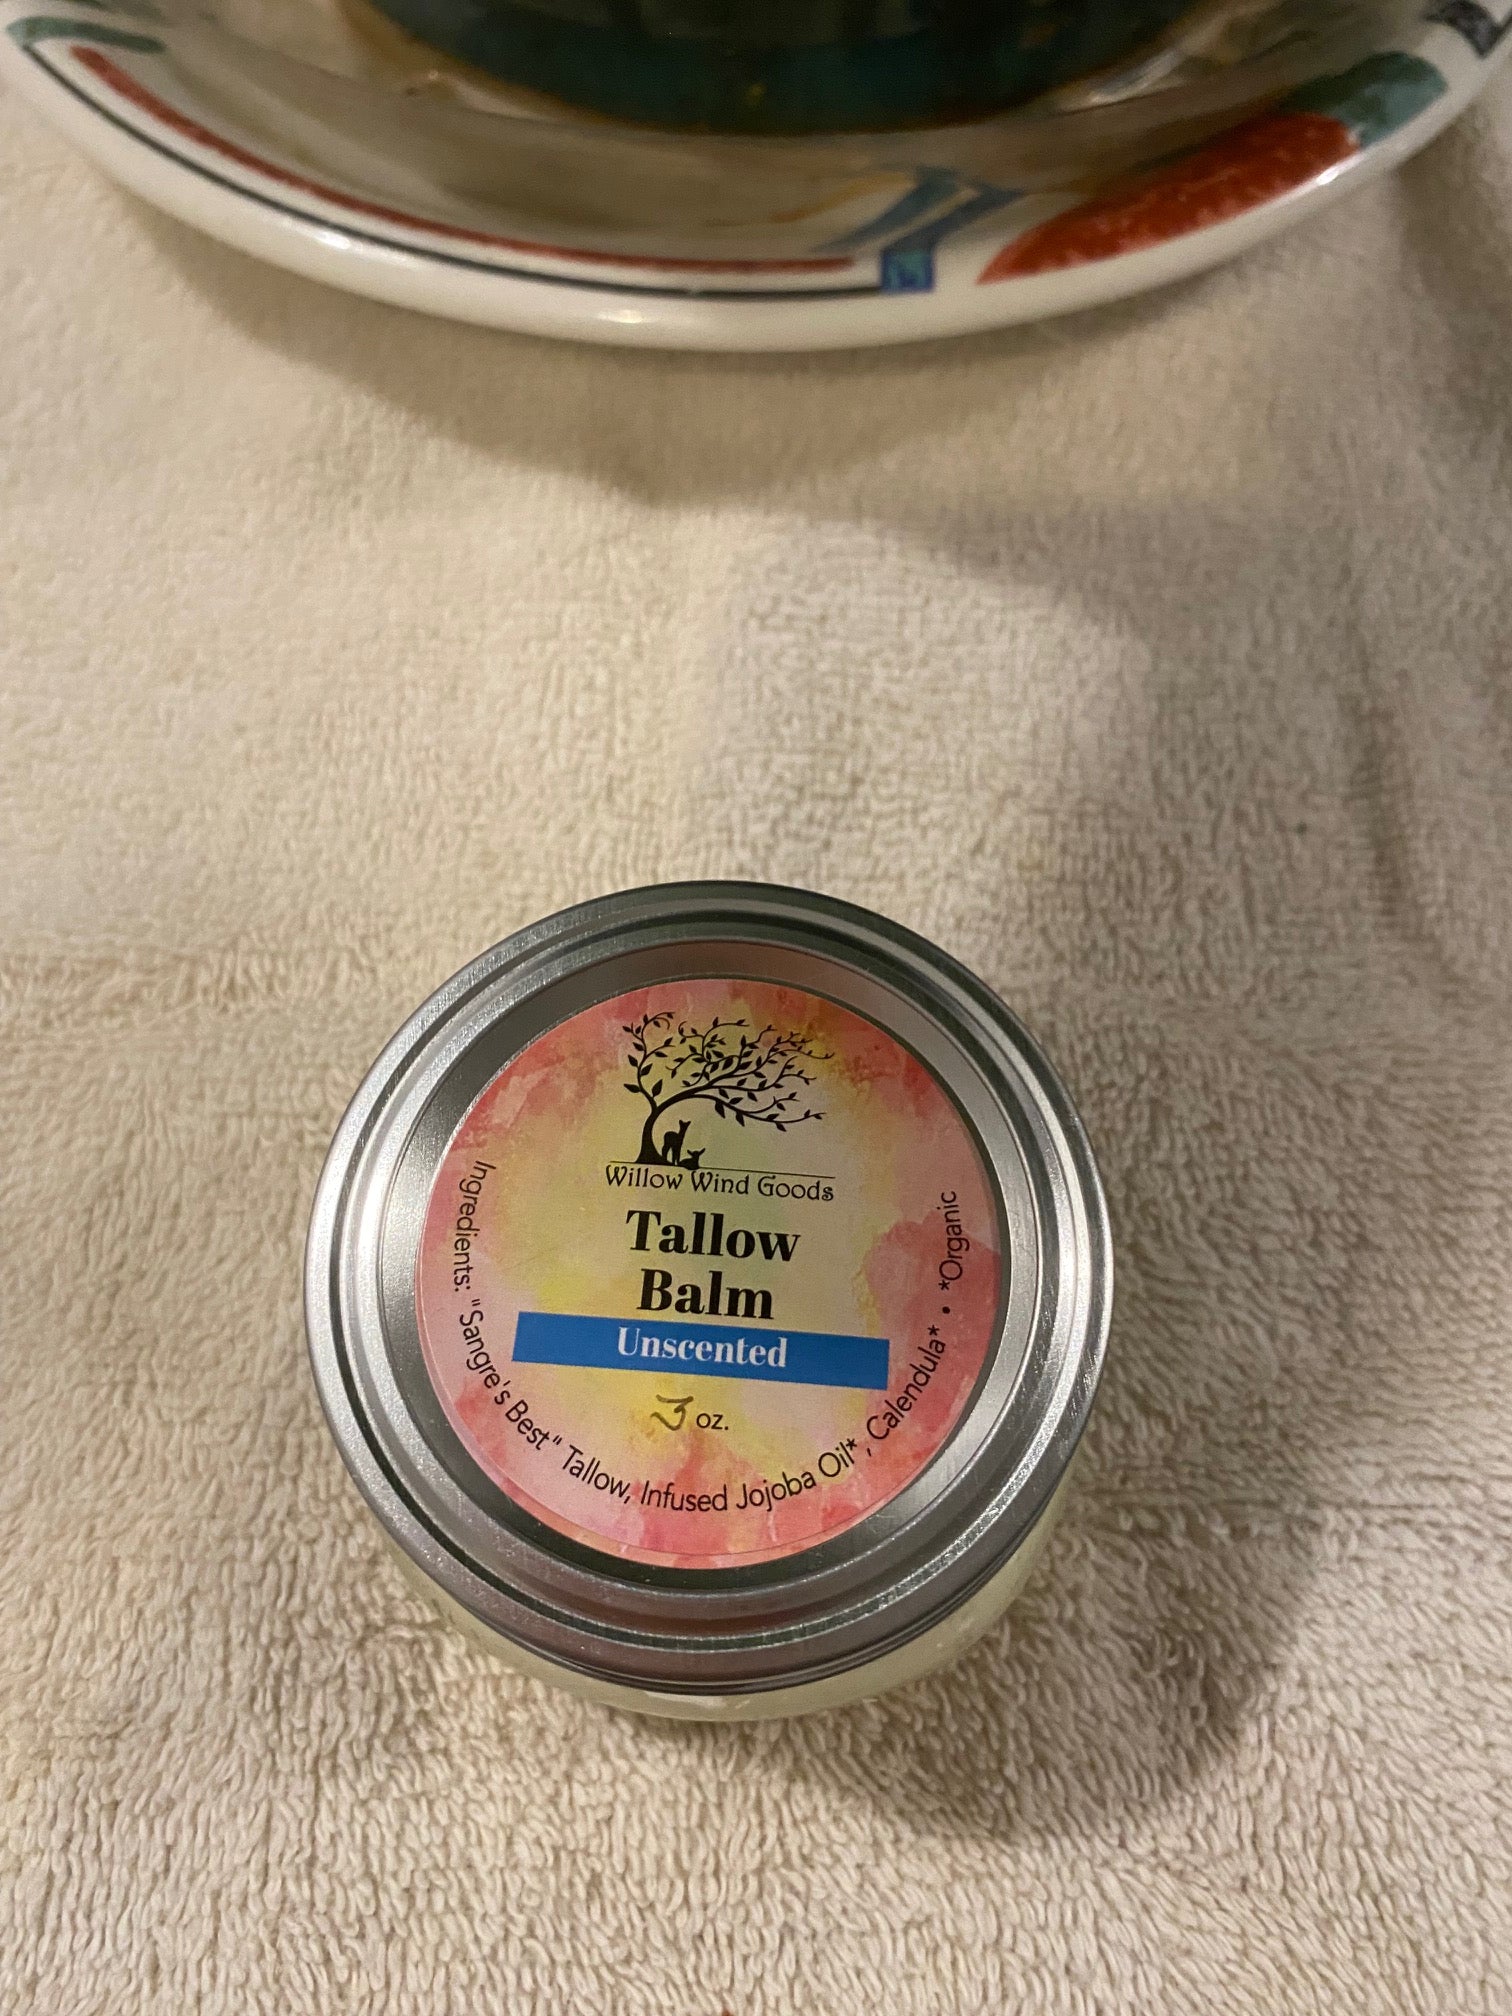 Willow Wind Goods
Tallow
Balm
Unscented
3 oz.
Ingredients: "Sangre's Best" Tallow, Infused Jojoba Oil*, Calendula* • *Organic